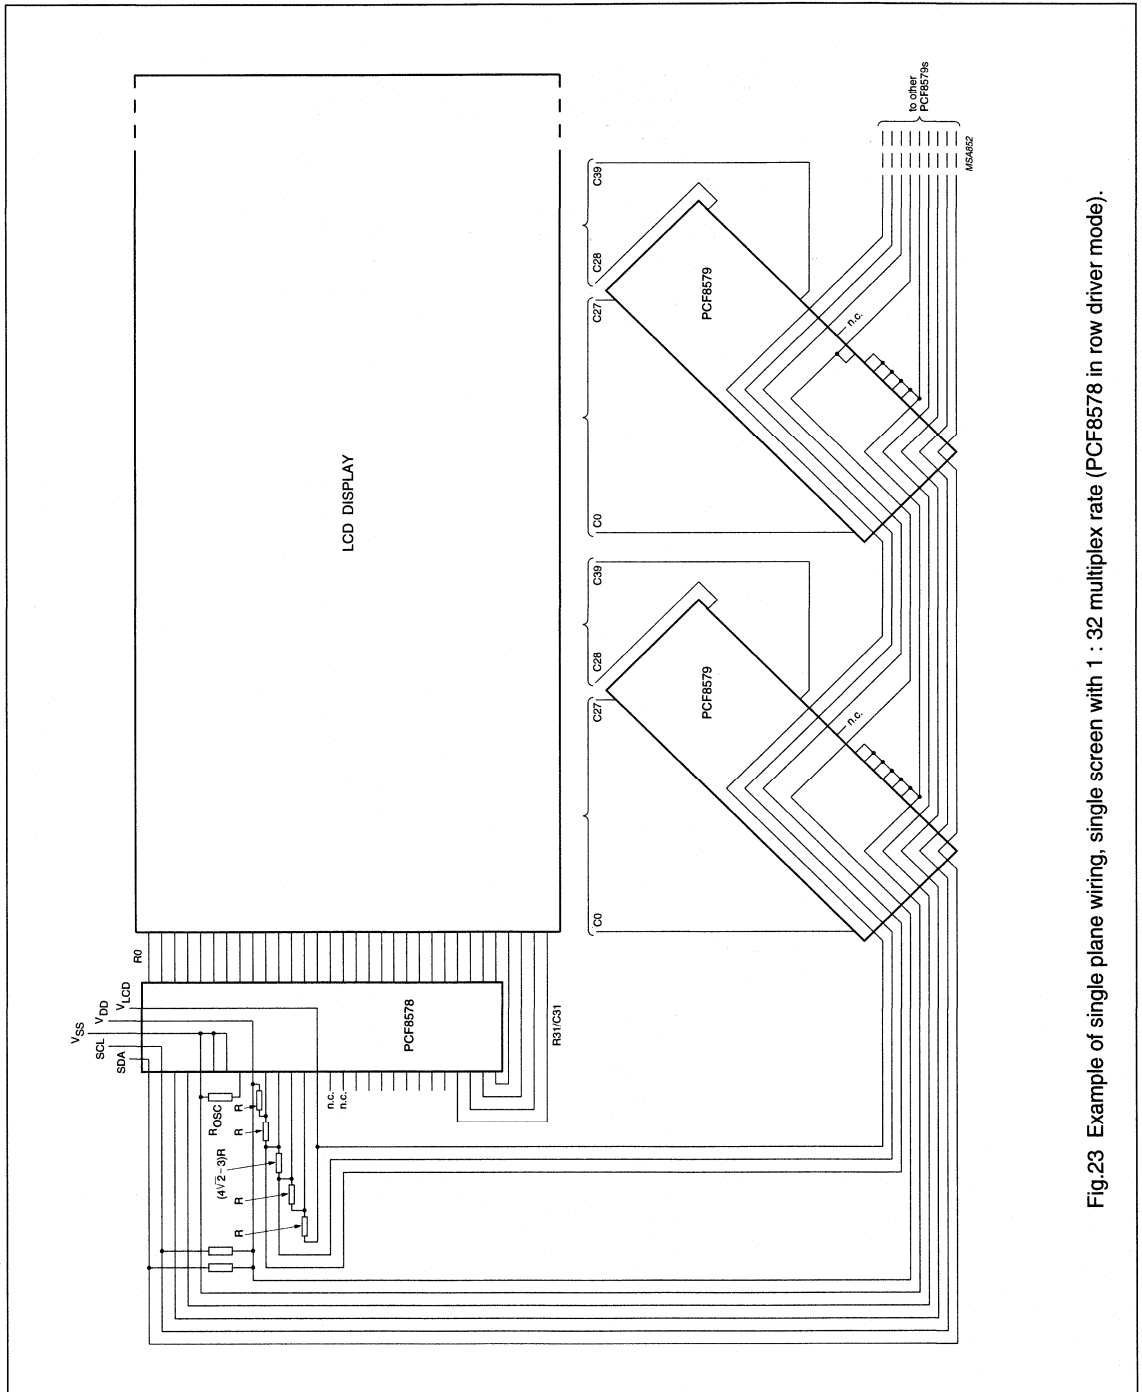 LCD DISPLAY
R0
VLCD
VDD
VSS
SCL
SDA
PCF8578
R31/C31
n.c.
n.c.
ROSC
R
R
(4√2−3)R
R
R
C39
C28
C27
PCF8579
n.c.
C0
C39
C28
C27
PCF8579
n.c.
C0
to other
PCF8579s
MSA852
Fig.23 Example of single plane wiring, single screen with 1 : 32 multiplex rate (PCF8578 in row driver mode).